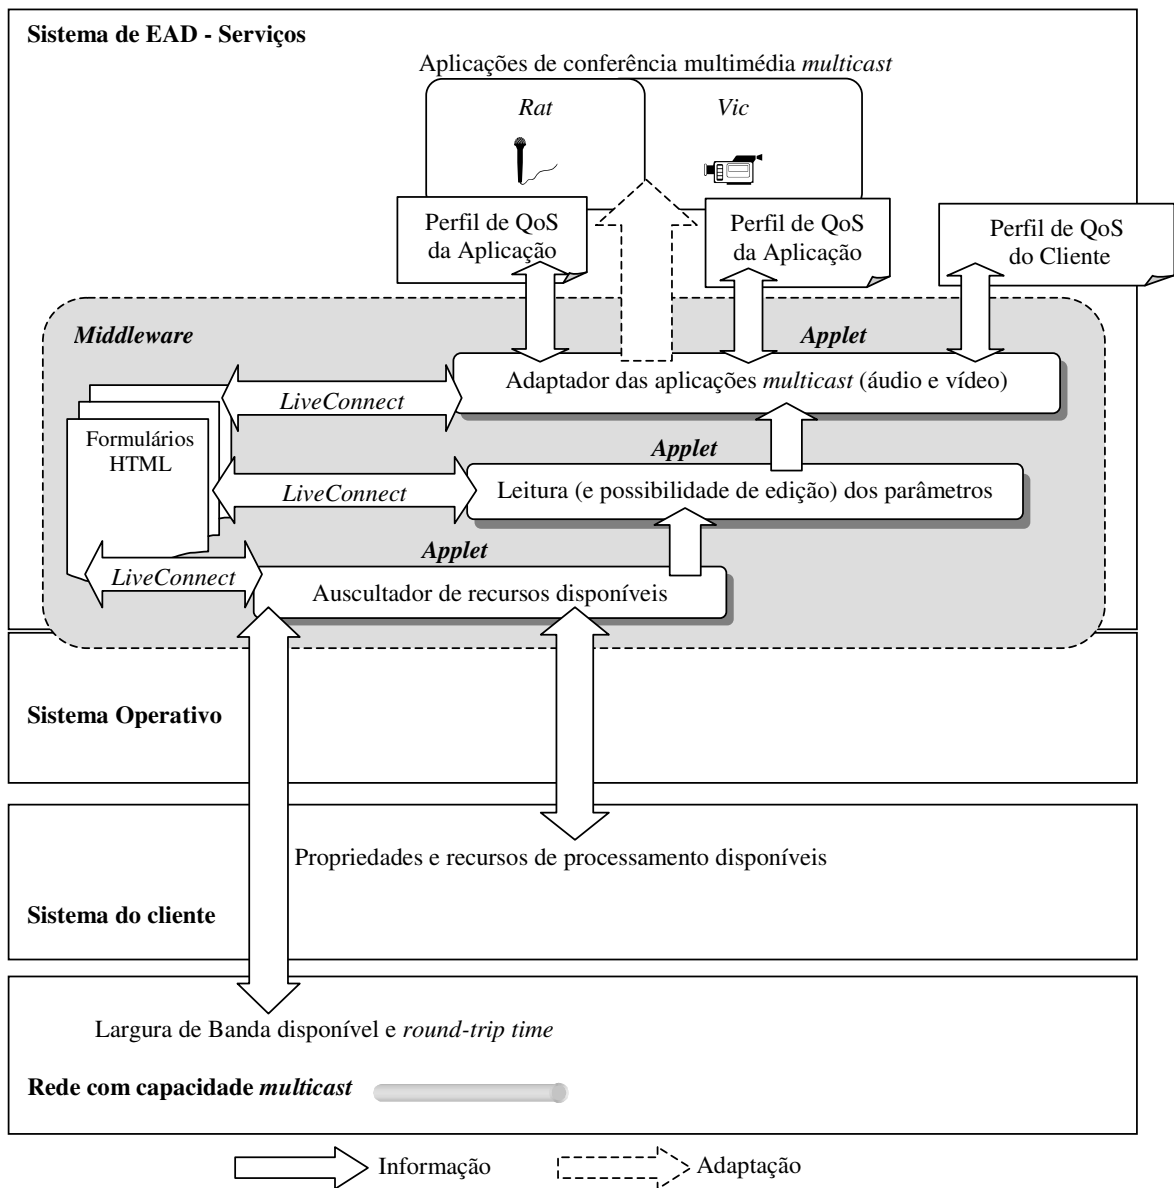 Sistema de EAD - Serviços
Aplicações de conferência multimédia multicast
Rat
Vic
Perfil de QoS
da Aplicação
Perfil de QoS
da Aplicação
Perfil de QoS
do Cliente
Middleware
Applet
Adaptador das aplicações multicast (áudio e vídeo)
LiveConnect
Formulários
HTML
Applet
LiveConnect
Leitura (e possibilidade de edição) dos parâmetros
Applet
LiveConnect
Auscultador de recursos disponíveis
Sistema Operativo
Propriedades e recursos de processamento disponíveis
Sistema do cliente
Largura de Banda disponível e round-trip time
Rede com capacidade multicast
Informação
Adaptação